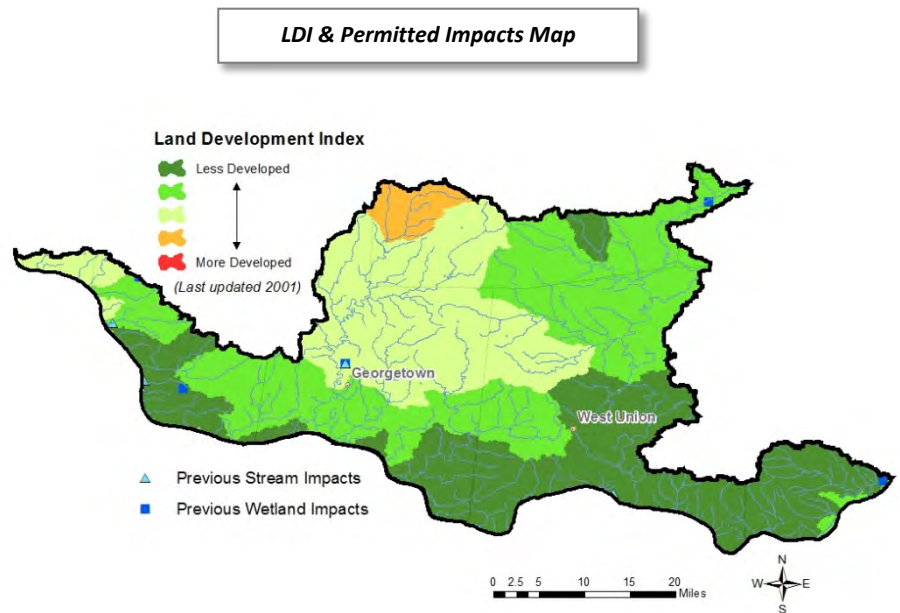 LDI & Permitted Impacts Map
Land Development Index
Less Developed
More Developed
(Last updated 2001)
Georgetown
West Union
Previous Stream Impacts
Previous Wetland Impacts
0 2.5 5 10 15 20
Miles
N
W E
S